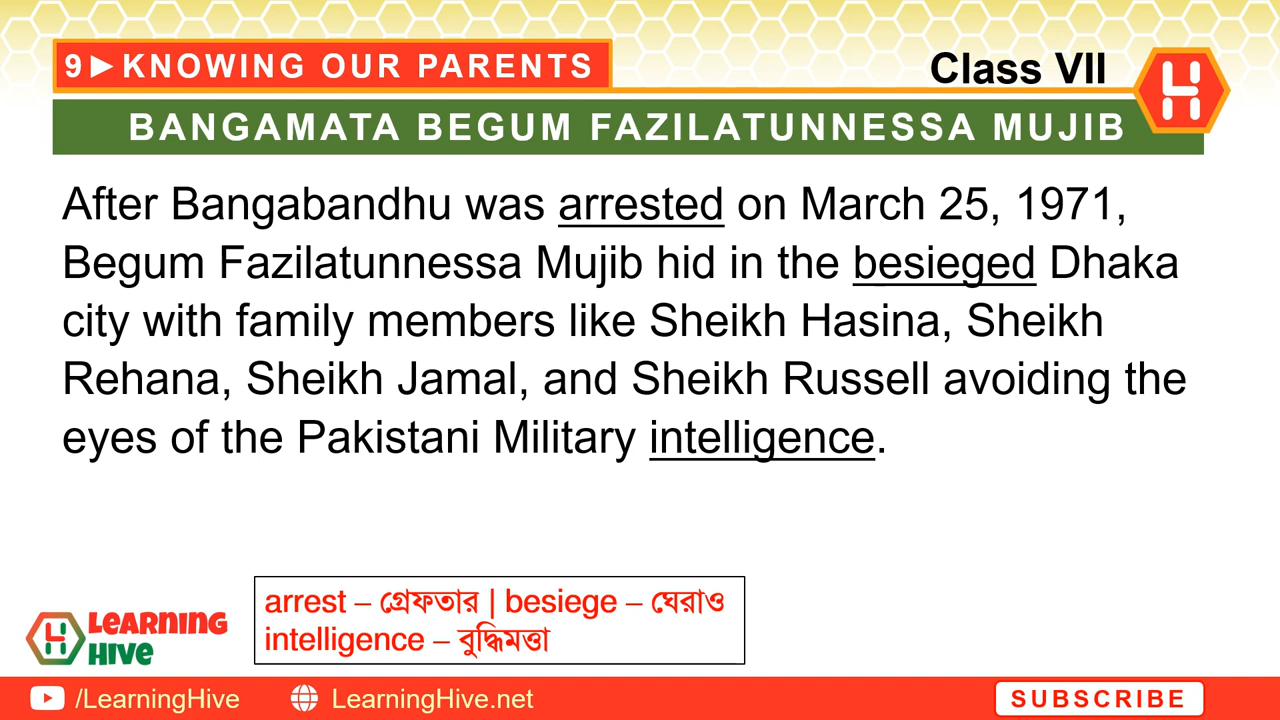 9►KNOWING OUR PARENTS
Class VII
BANGAMATA BEGUM FAZILATUNNESSA MUJIB
After Bangabandhu was arrested on March 25, 1971,
Begum Fazilatunnessa Mujib hid in the besieged Dhaka
city with family members like Sheikh Hasina, Sheikh
Rehana, Sheikh Jamal, and Sheikh Russell avoiding the
eyes of the Pakistani Military intelligence.
arrest – গ্রেফতার | besiege – ঘেরাও
intelligence – বুদ্ধিমত্তা
Learning
Hive
/LearningHive
LearningHive.net
SUBSCRIBE